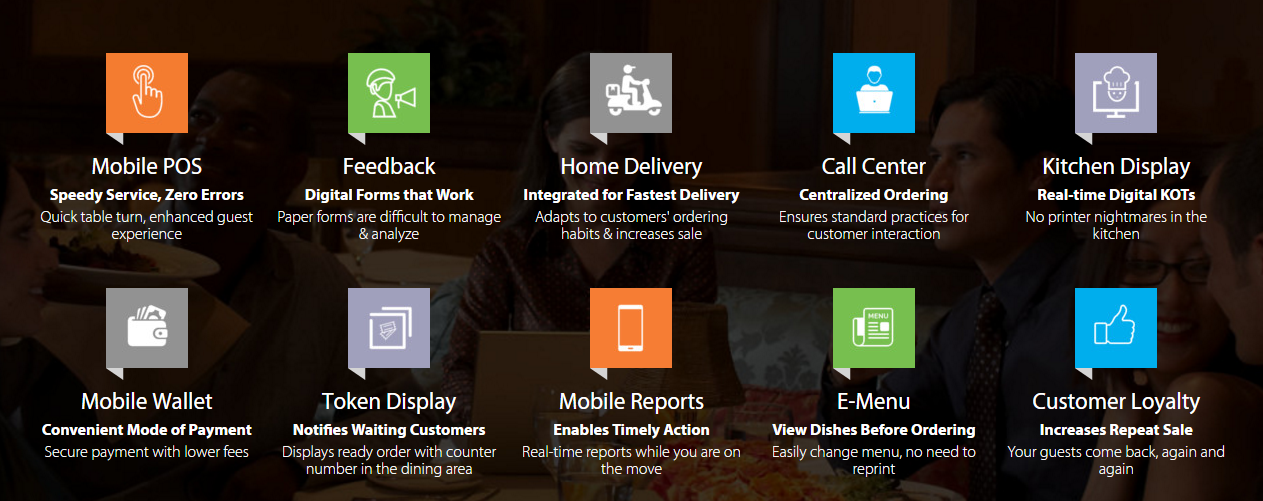 Mobile POS
Speedy Service, Zero Errors
Quick table turn, enhanced guest
experience
Feedback
Digital Forms that Work
Paper forms are difficult to manage
& analyze
Home Delivery
Integrated for Fastest Delivery
Adapts to customers' ordering
habits & increases sale
Call Center
Centralized Ordering
Ensures standard practices for
customer interaction
Kitchen Display
Real-time Digital KOTs
No printer nightmares in the
kitchen
Mobile Wallet
Convenient Mode of Payment
Secure payment with lower fees
Token Display
Notifies Waiting Customers
Displays ready order with counter
number in the dining area
Mobile Reports
Enables Timely Action
Real-time reports while you are on
the move
MENU
E-Menu
View Dishes Before Ordering
Easily change menu, no need to
reprint
Customer Loyalty
Increases Repeat Sale
Your guests come back, again and
again